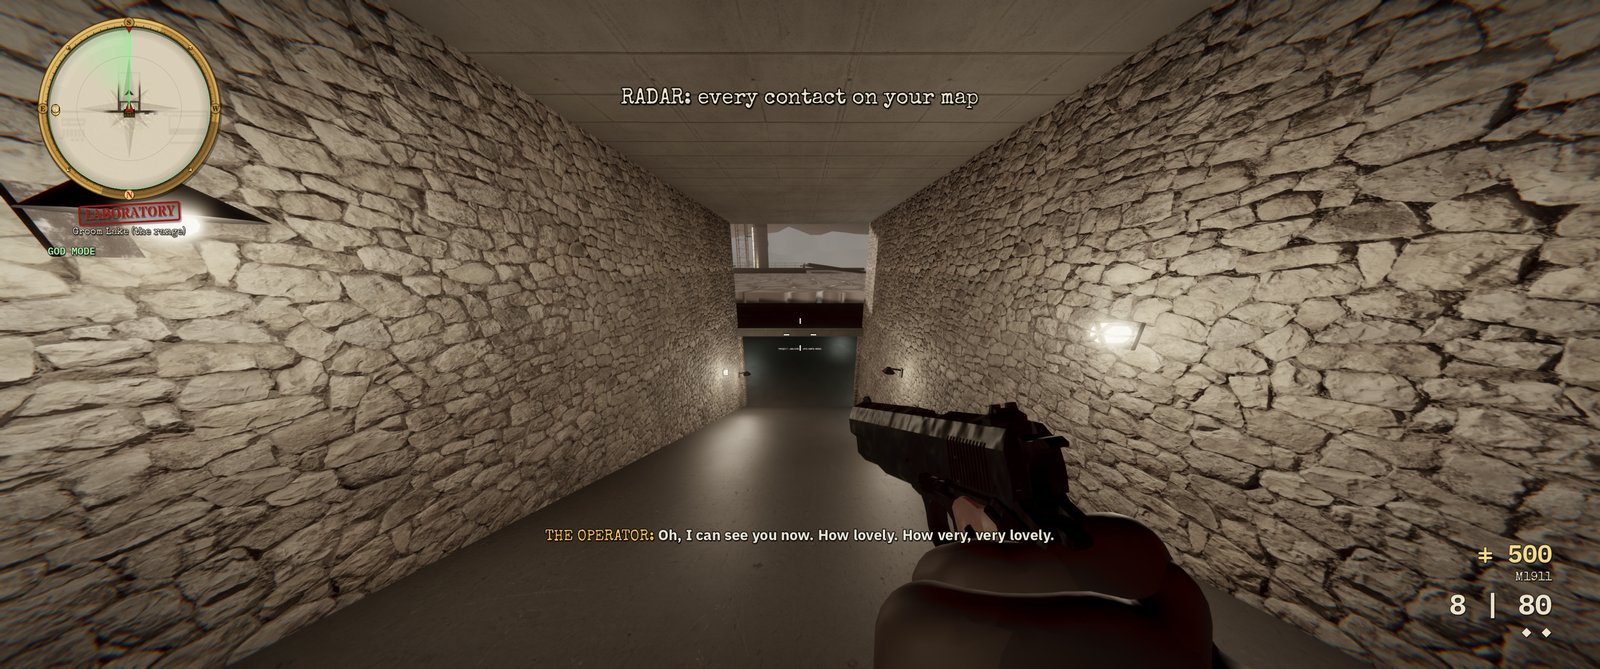 S
E
W
N
LABORATORY
Groom Lake (the range)
GOD MODE
RADAR: every contact on your map
THE OPERATOR: Oh, I can see you now. How lovely. How very, very lovely.
500
M1911
8 | 80